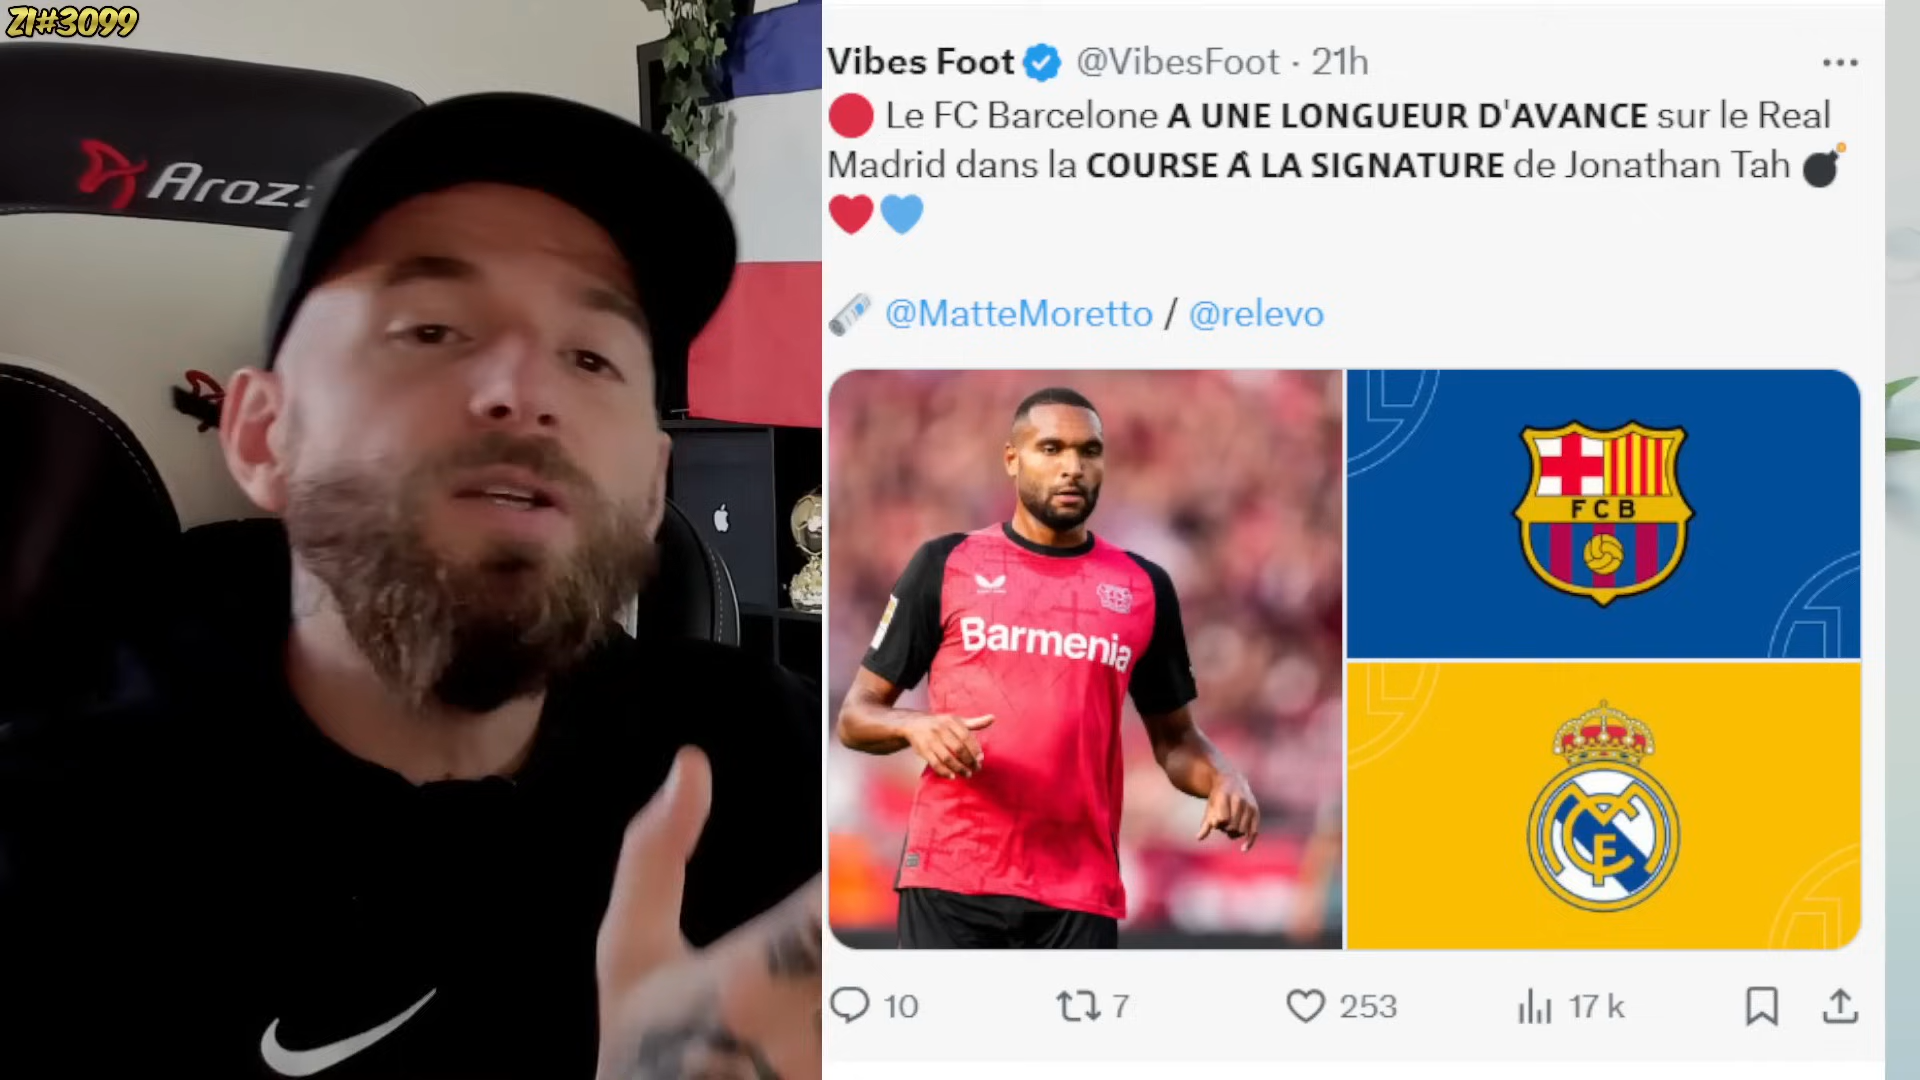 ZI#3099
Arozz
Vibes Foot @VibesFoot · 21h
Le FC Barcelone A UNE LONGUEUR D'AVANCE sur le Real
Madrid dans la COURSE À LA SIGNATURE de Jonathan Tah
@MatteMoretto / @relevo
Barmenia
FCB
10 7 253 17 k